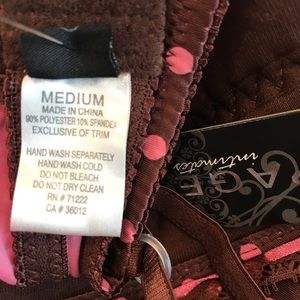 MEDIUM
MADE IN CHINA
90% POLYESTER 10% SPANDEX
EXCLUSIVE OF TRIM
HAND WASH SEPARATELY
HAND WASH COLD
DO NOT BLEACH
DO NOT DRY CLEAN
RN # 71222
CA # 36012
AGE
intimates